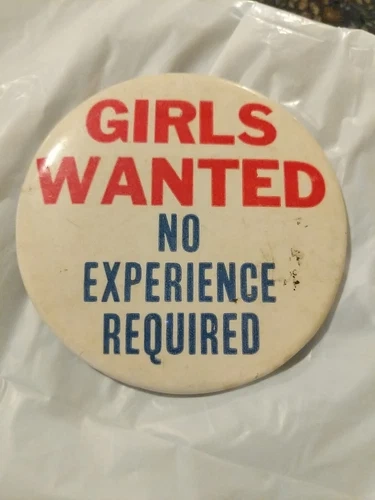 GIRLS
WANTED
NO
EXPERIENCE
REQUIRED